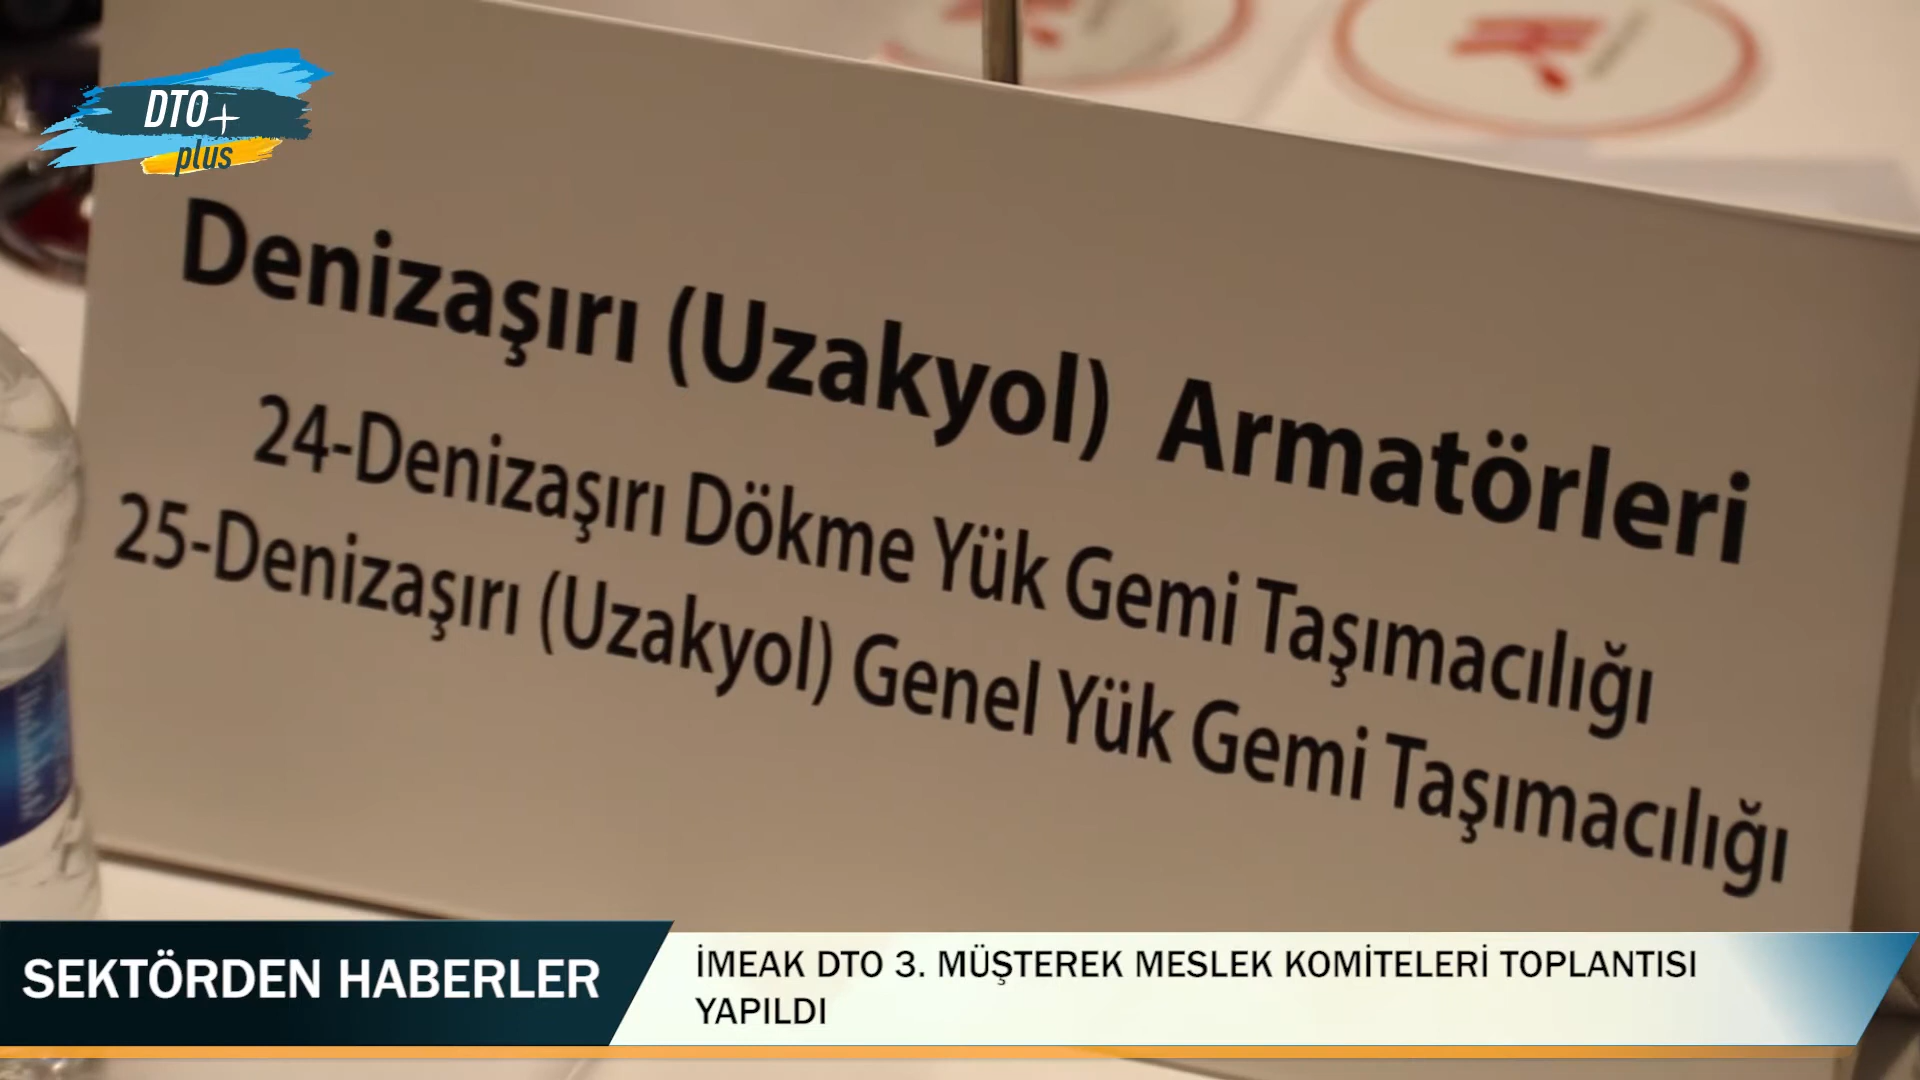 DTO+
plus
Denizaşırı (Uzakyol) Armatörleri
24-Denizaşırı Dökme Yük Gemi Taşımacılığı
25-Denizaşırı (Uzakyol) Genel Yük Gemi Taşımacılığı
SEKTÖRDEN HABERLER
İMEAK DTO 3. MÜŞTEREK MESLEK KOMİTELERİ TOPLANTISI
YAPILDI